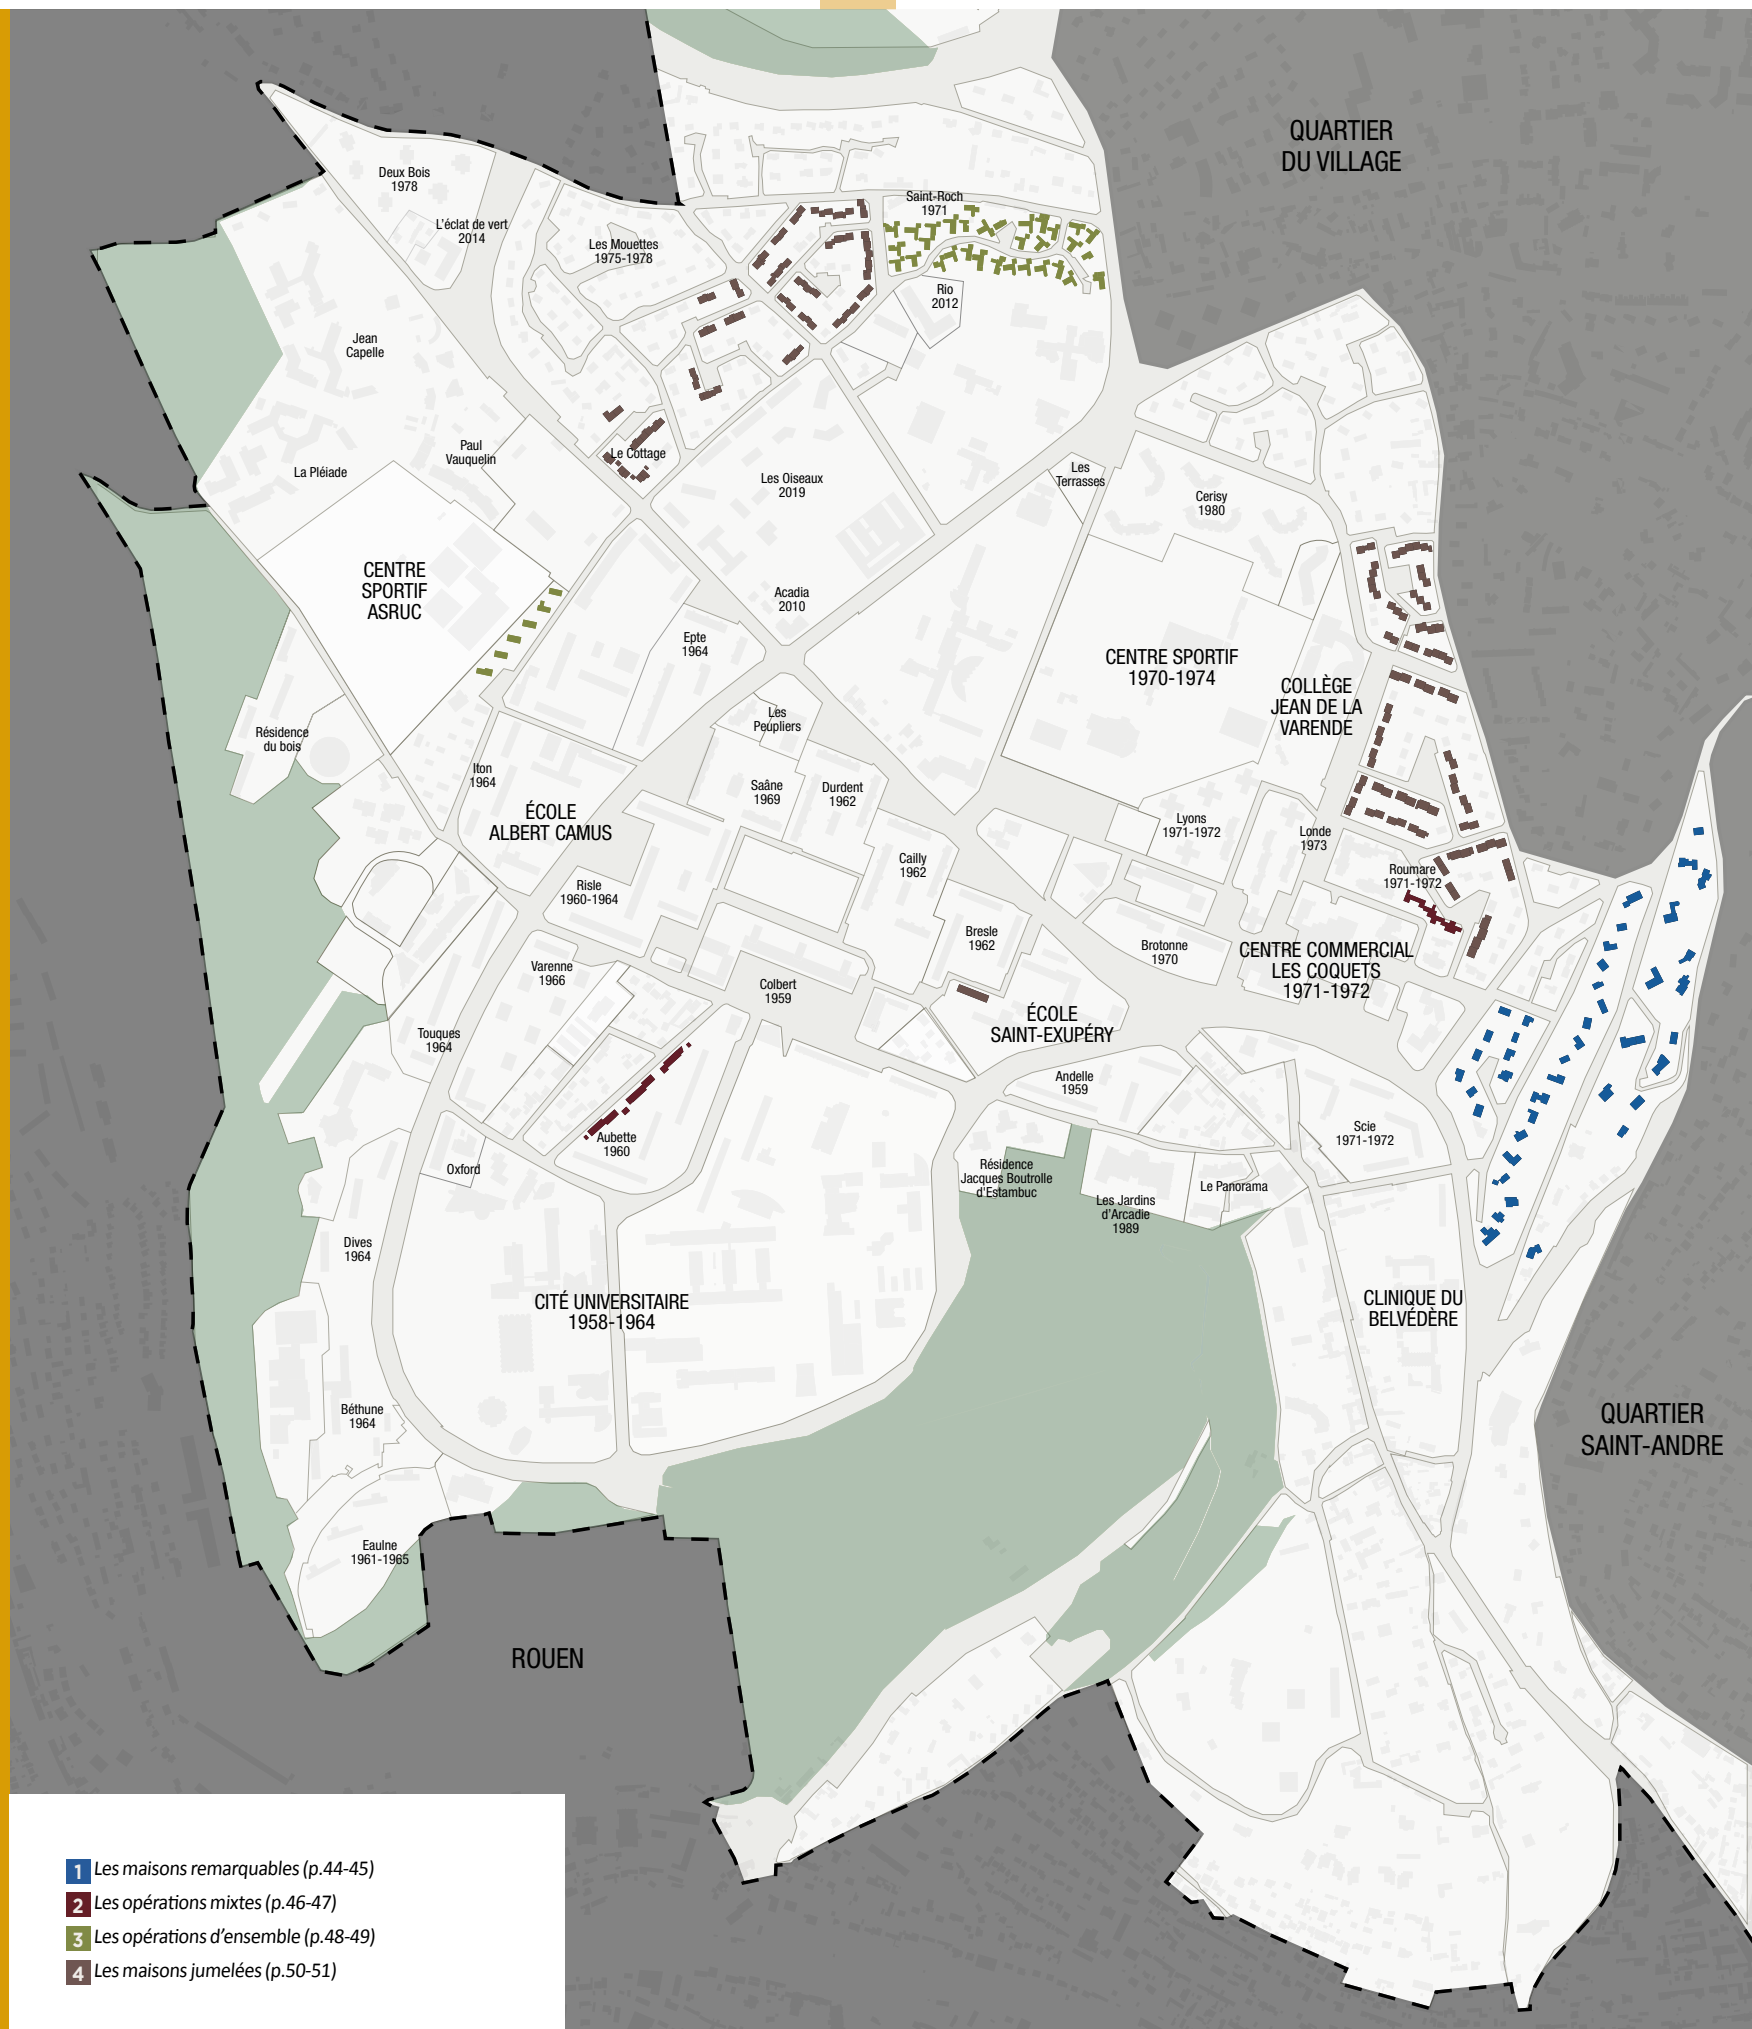 QUARTIER
DU VILLAGE
Deux Bois
1978
L'éclat de vert
2014
Les Mouettes
1975-1978
Saint-Roch
1971
Rio
2012
Jean
Capelle
Paul
Vauquelin
La Pléiade
Le Cottage
Les Oiseaux
2019
Les
Terrasses
Cerisy
1980
CENTRE
SPORTIF
ASRUC
Acadia
2010
Epte
1964
CENTRE SPORTIF
1970-1974
COLLÈGE
JEAN DE LA
VARENDE
Résidence
du bois
Les
Peupliers
Iton
1964
Saâne
1969
Durdent
1962
ÉCOLE
ALBERT CAMUS
Lyons
1971-1972
Londe
1973
Cailly
1962
Roumare
1971-1972
Risle
1960-1964
Bresle
1962
Brotonne
1970
CENTRE COMMERCIAL
LES COQUETS
1971-1972
Varenne
1966
Colbert
1959
ÉCOLE
SAINT-EXUPÉRY
Touques
1964
Andelle
1959
Scie
1971-1972
Aubette
1960
Oxford
Résidence
Jacques Boutrolle
d'Estambuc
Le Panorama
Les Jardins
d'Arcadie
1989
Dives
1964
CITÉ UNIVERSITAIRE
1958-1964
CLINIQUE DU
BELVÉDÈRE
Béthune
1964
QUARTIER
SAINT-ANDRE
Eaulne
1961-1965
ROUEN
1 Les maisons remarquables (p.44-45)
2 Les opérations mixtes (p.46-47)
3 Les opérations d'ensemble (p.48-49)
4 Les maisons jumelées (p.50-51)